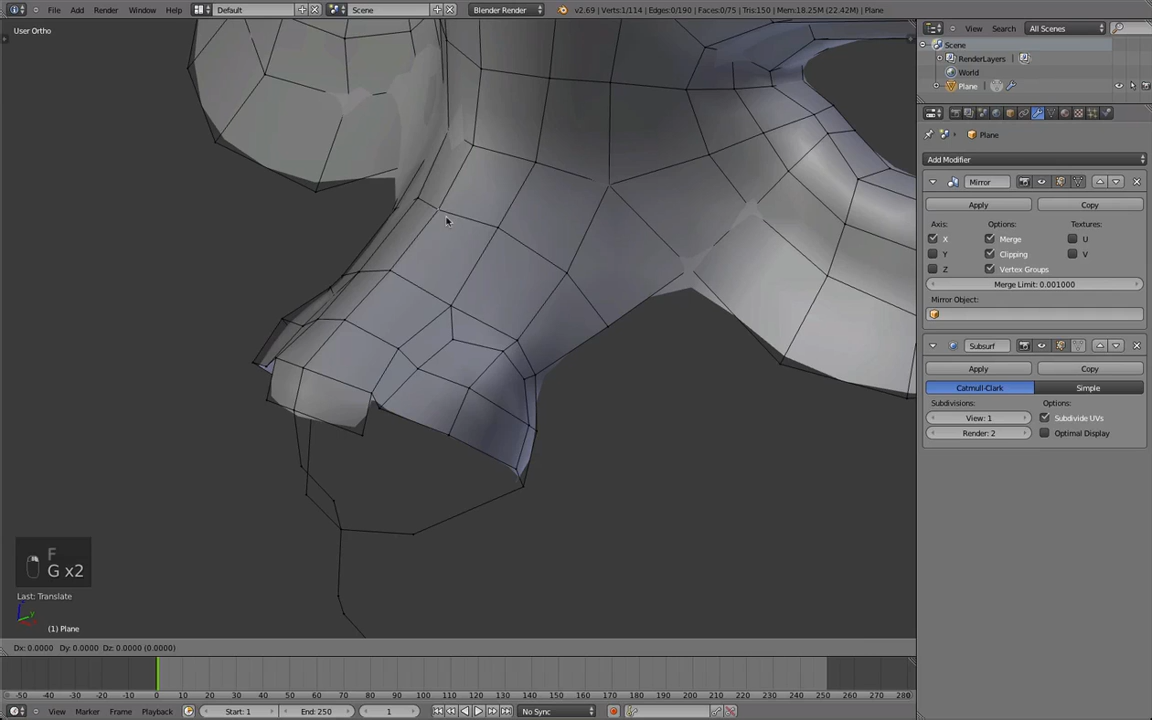 File Add Render Window Help Default Scene Blender Render v2.69 | Verts:1/114 | Edges:0/190 | Faces:0/75 | Tris:150 | Mem:18.25M (22.42M) | Plane
User Ortho
View Search All Scenes
Scene
RenderLayers
World
Plane
Plane
Add Modifier
Mirror
Apply Copy
Axis: Options: Textures:
X Merge U
Y Clipping V
Z Vertex Groups
Merge Limit: 0.001000
Mirror Object:
Subsurf
Apply Copy
Catmull-Clark Simple
Subdivisions: Options:
View: 1 Subdivide UVs
Render: 2 Optimal Display
F
G x2
Last: Translate
(1) Plane
Dx: 0.0000 Dy: 0.0000 Dz: 0.0000 (0.0000)
-50 -40 -30 -20 -10 0 10 20 30 40 50 60 70 80 90 100 110 120 130 140 150 160 170 180 190 200 210 220 230 240 250 260 270 280
View Marker Frame Playback Start: 1 End: 250 1 No Sync